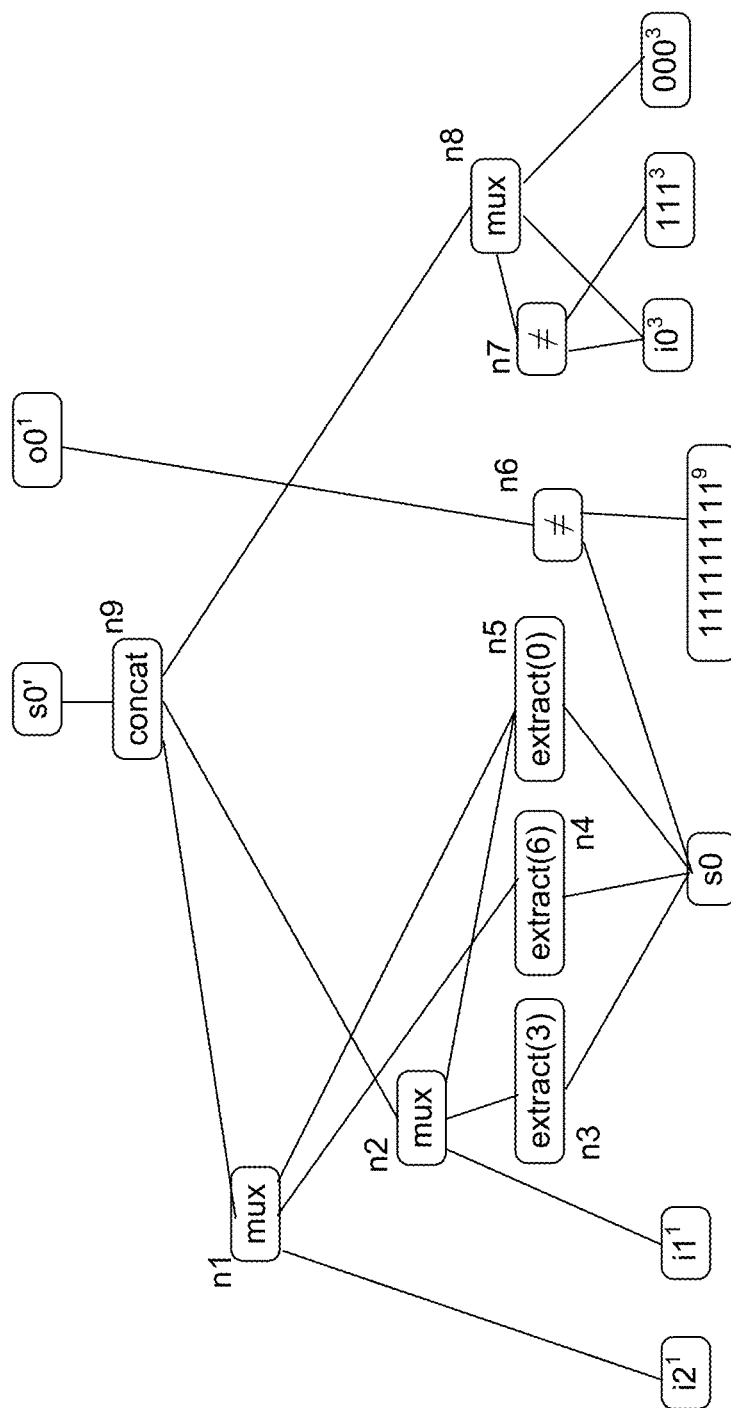 s0'
o0¹
n9
concat
n1
mux
n2
mux
n8
mux
n7
≠
n3
extract(3)
extract(6)
n4
n5
extract(0)
n6
≠
i2¹
i1¹
s0
111111111⁹
i0³
111³
000³